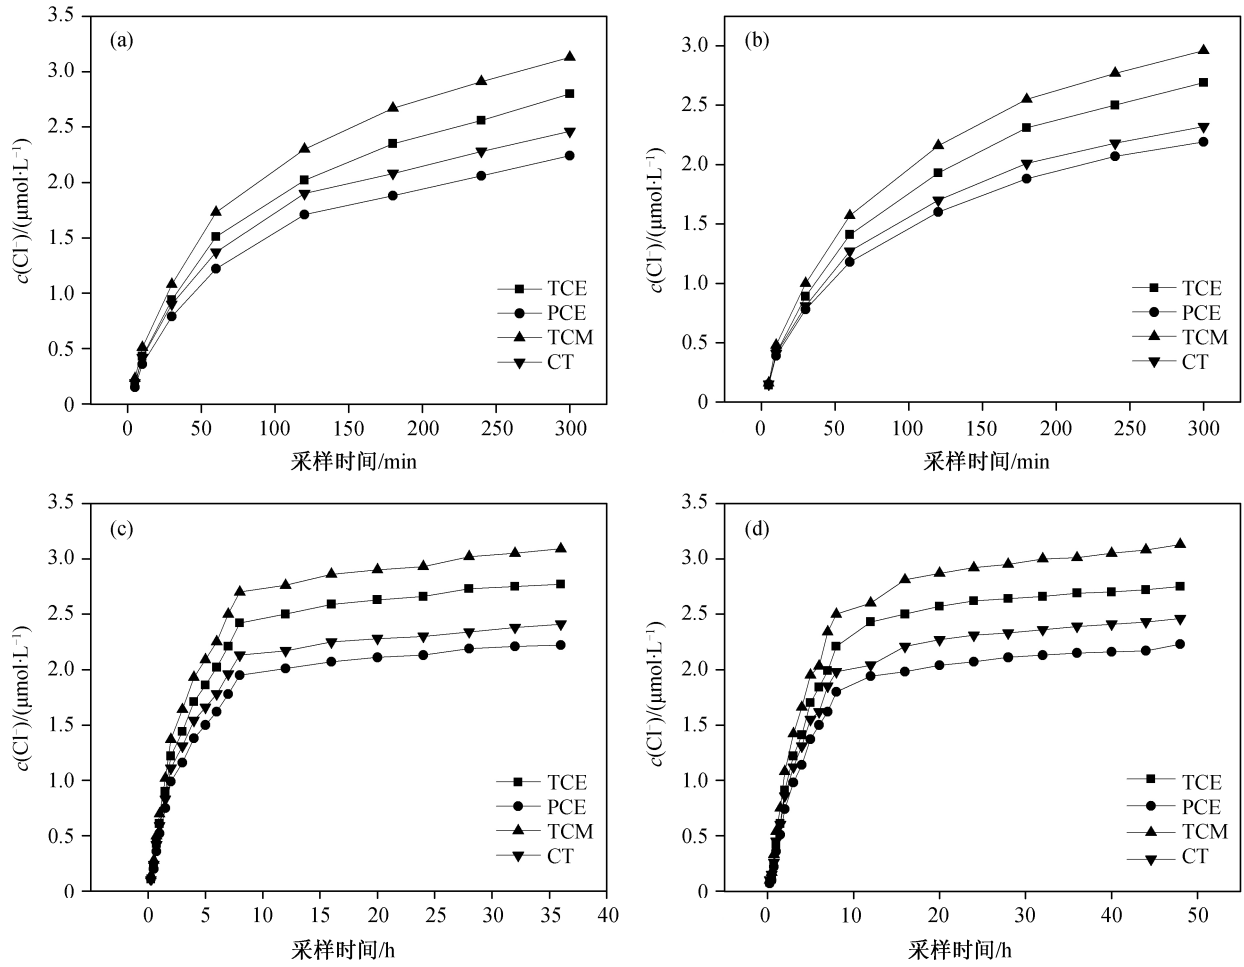 (a)
3.5
3.0
2.5
2.0
1.5
1.0
0.5
0
c(Cl⁻)/(μmol·L⁻¹)
TCE
PCE
TCM
CT
0 50 100 150 200 250 300
采样时间/min
(b)
3.0
2.5
2.0
1.5
1.0
0.5
0
c(Cl⁻)/(μmol·L⁻¹)
TCE
PCE
TCM
CT
0 50 100 150 200 250 300
采样时间/min
(c)
3.5
3.0
2.5
2.0
1.5
1.0
0.5
0
c(Cl⁻)/(μmol·L⁻¹)
TCE
PCE
TCM
CT
0 5 10 15 20 25 30 35 40
采样时间/h
(d)
3.5
3.0
2.5
2.0
1.5
1.0
0.5
0
c(Cl⁻)/(μmol·L⁻¹)
TCE
PCE
TCM
CT
0 10 20 30 40 50
采样时间/h